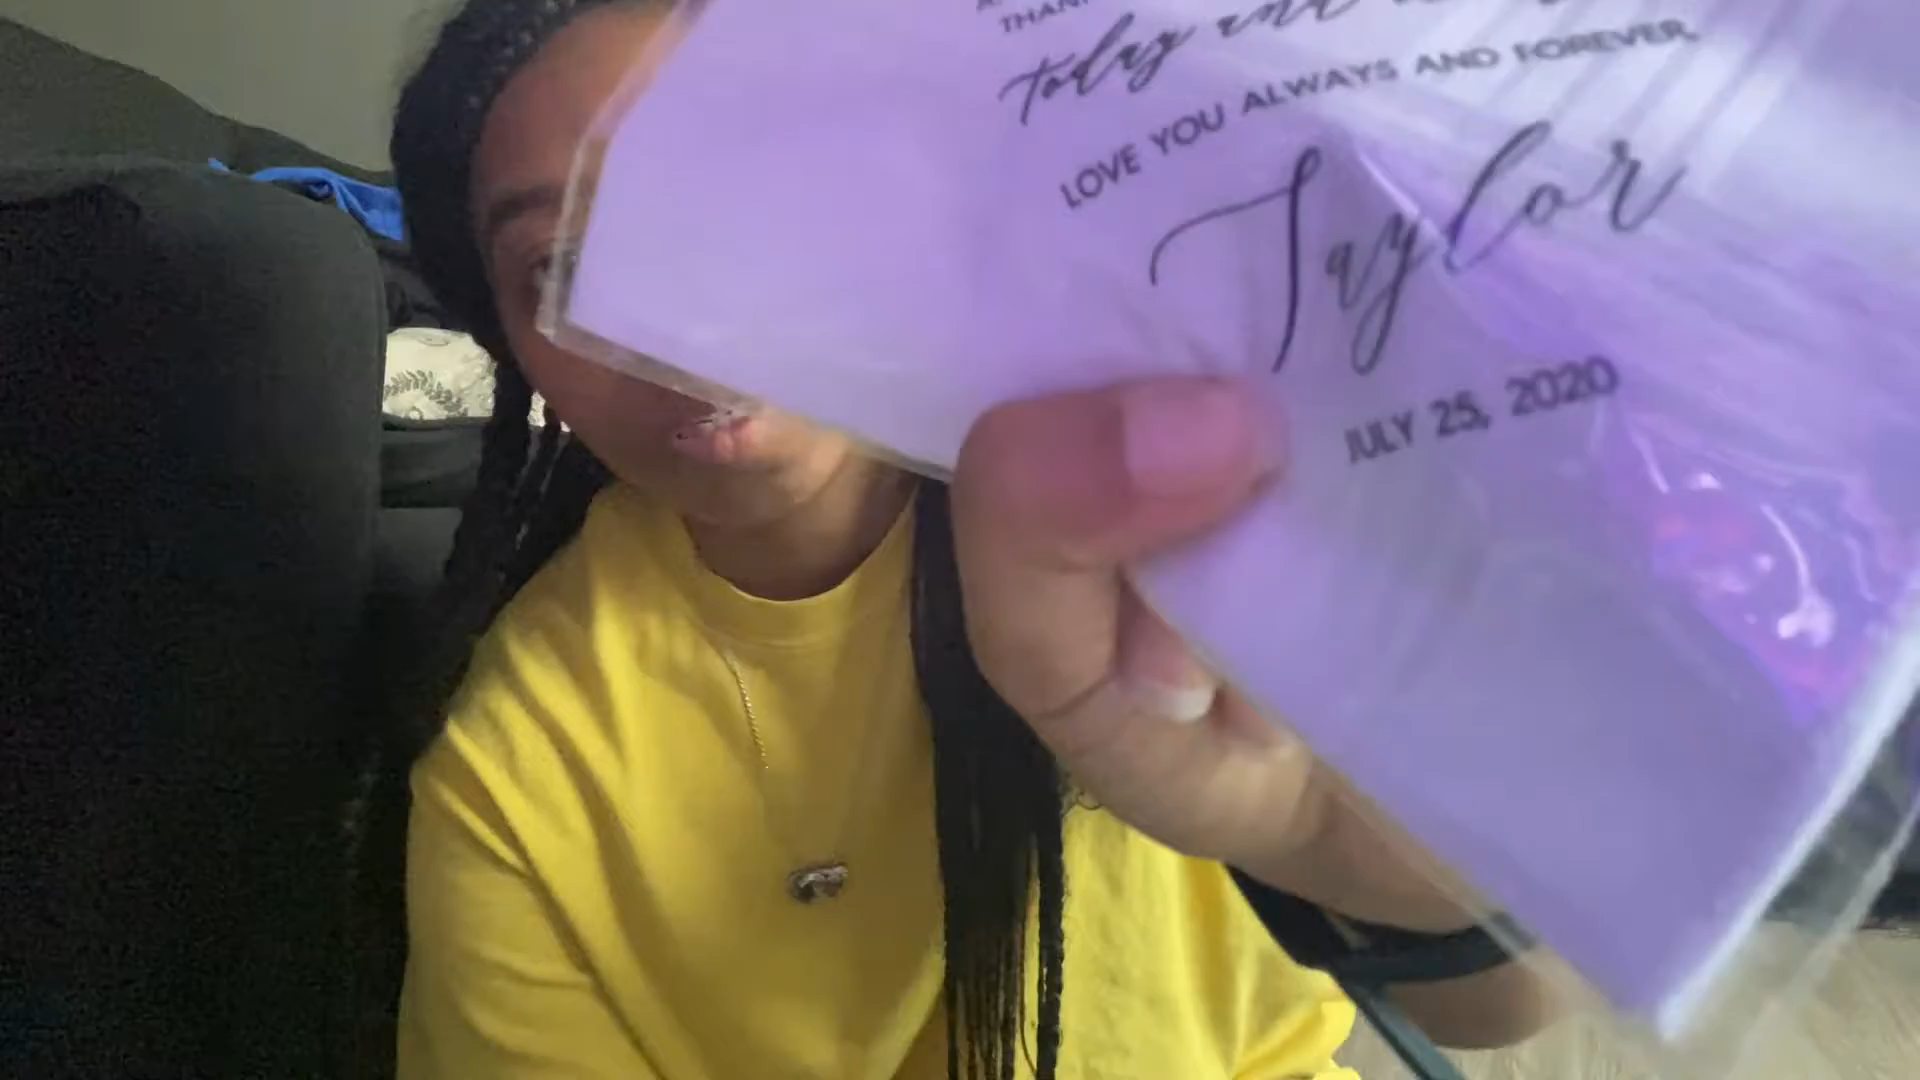 today and
LOVE YOU ALWAYS AND FOREVER,
Taylor
JULY 25, 2020